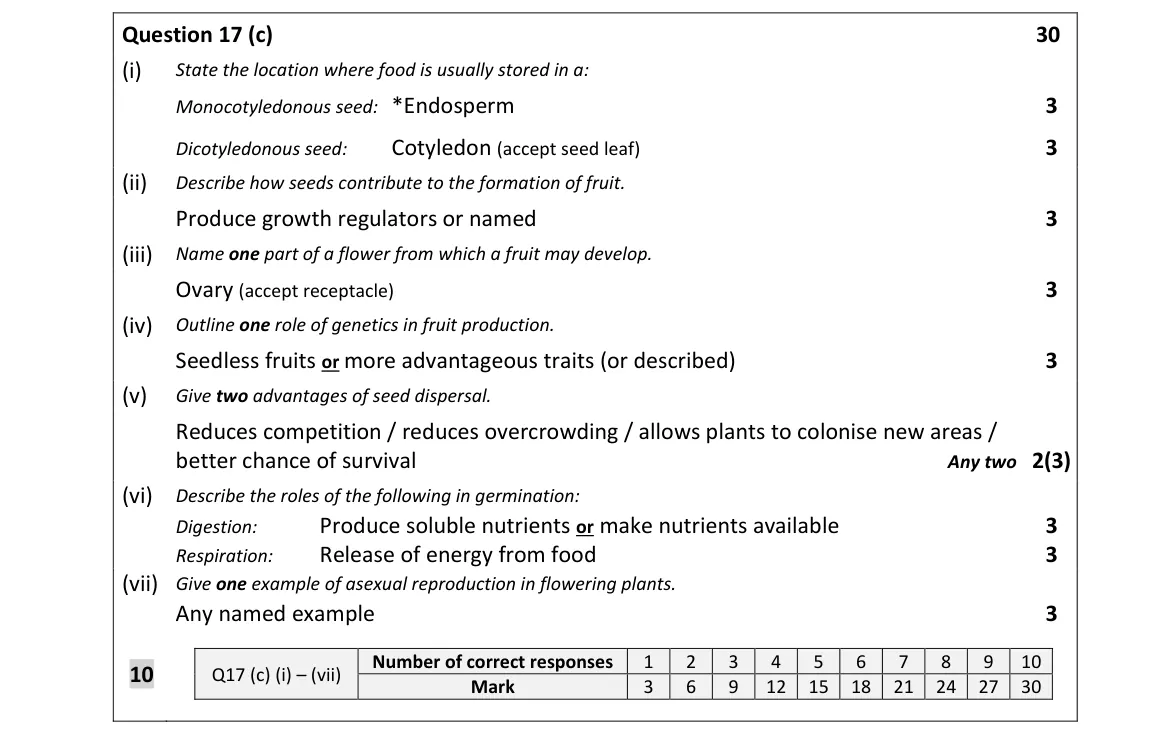 Question 17 (c) 30
(i) State the location where food is usually stored in a:
Monocotyledonous seed: *Endosperm 3
Dicotyledonous seed: Cotyledon (accept seed leaf) 3
(ii) Describe how seeds contribute to the formation of fruit.
Produce growth regulators or named 3
(iii) Name one part of a flower from which a fruit may develop.
Ovary (accept receptacle) 3
(iv) Outline one role of genetics in fruit production.
Seedless fruits or more advantageous traits (or described) 3
(v) Give two advantages of seed dispersal.
Reduces competition / reduces overcrowding / allows plants to colonise new areas /
better chance of survival Any two 2(3)
(vi) Describe the roles of the following in germination:
Digestion: Produce soluble nutrients or make nutrients available 3
Respiration: Release of energy from food 3
(vii) Give one example of asexual reproduction in flowering plants.
Any named example 3
10 Q17 (c) (i) – (vii)
Number of correct responses 1 2 3 4 5 6 7 8 9 10
Mark 3 6 9 12 15 18 21 24 27 30